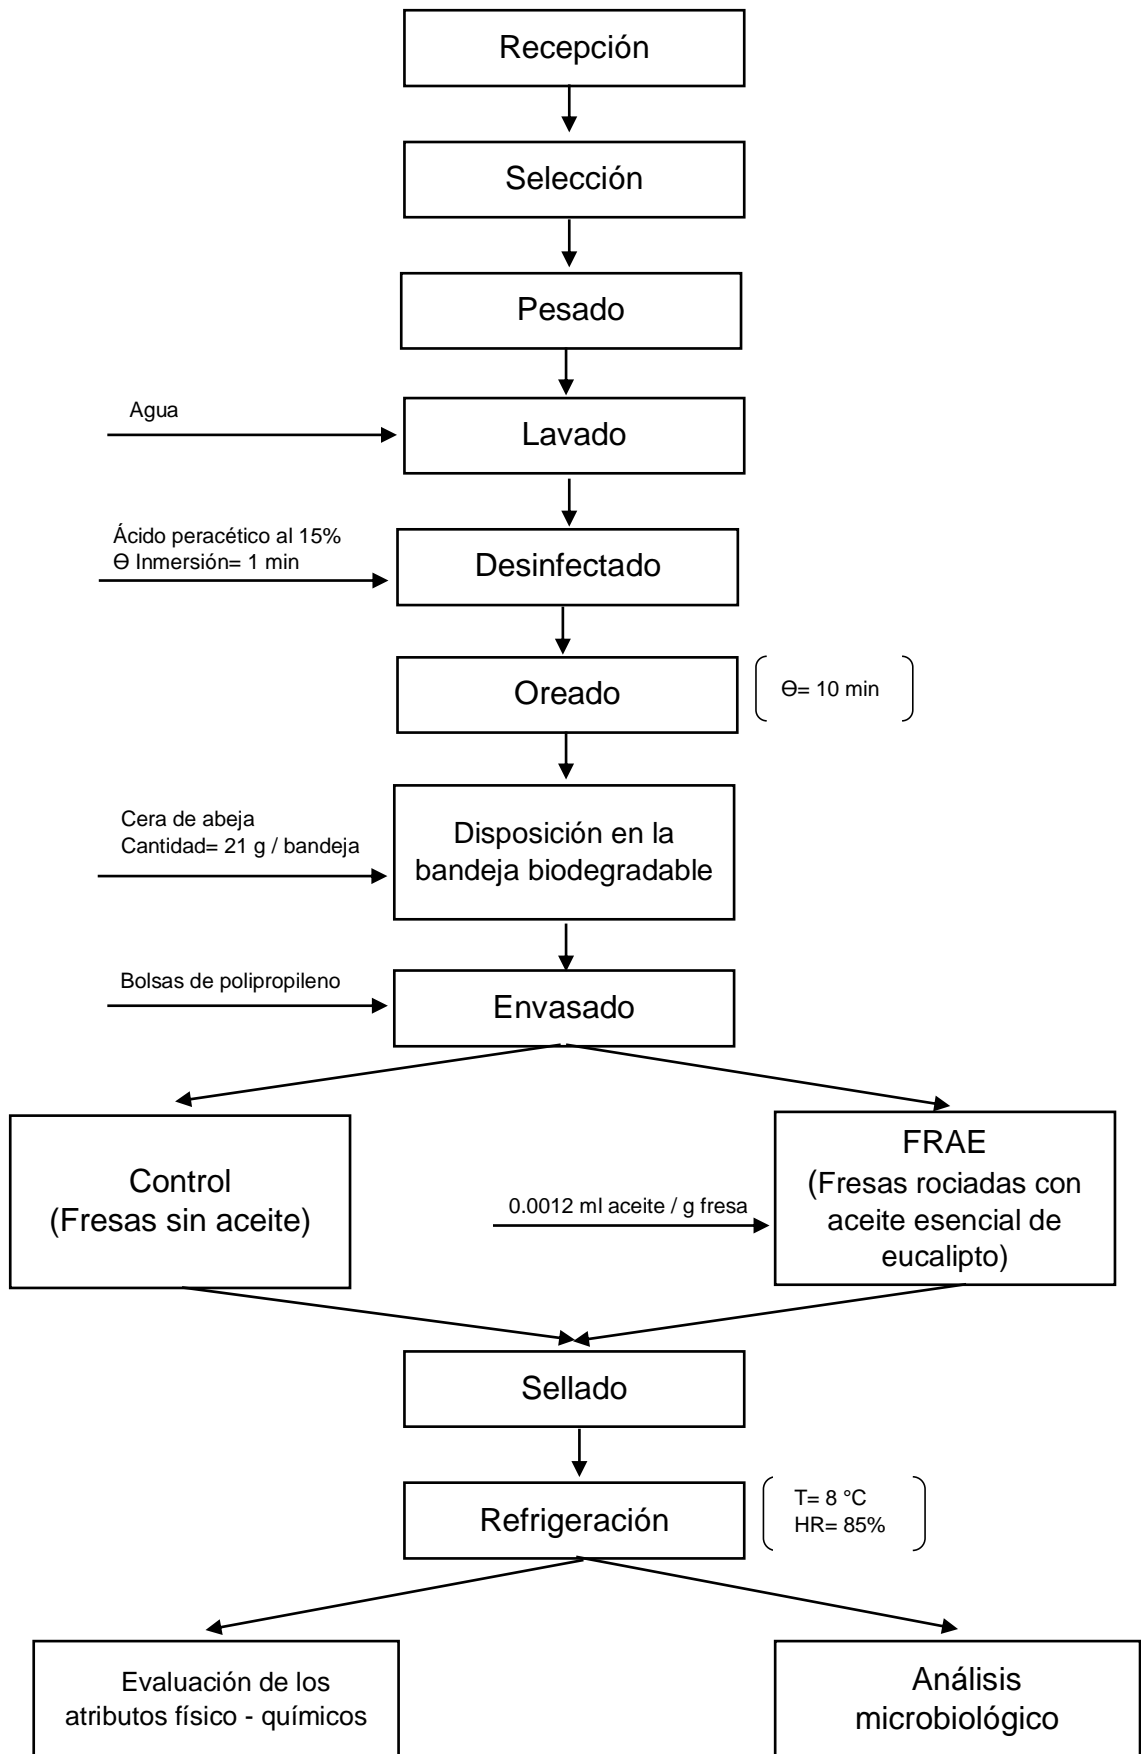 Recepción
Selección
Pesado
Agua
Lavado
Ácido peracético al 15%
ϴ Inmersión= 1 min
Desinfectado
Oreado
ϴ= 10 min
Cera de abeja
Cantidad= 21 g / bandeja
Disposición en la
bandeja biodegradable
Bolsas de polipropileno
Envasado
Control
(Fresas sin aceite)
0.0012 ml aceite / g fresa
FRAE
(Fresas rociadas con
aceite esencial de
eucalipto)
Sellado
Refrigeración
T= 8 °C
HR= 85%
Evaluación de los
atributos físico - químicos
Análisis
microbiológico